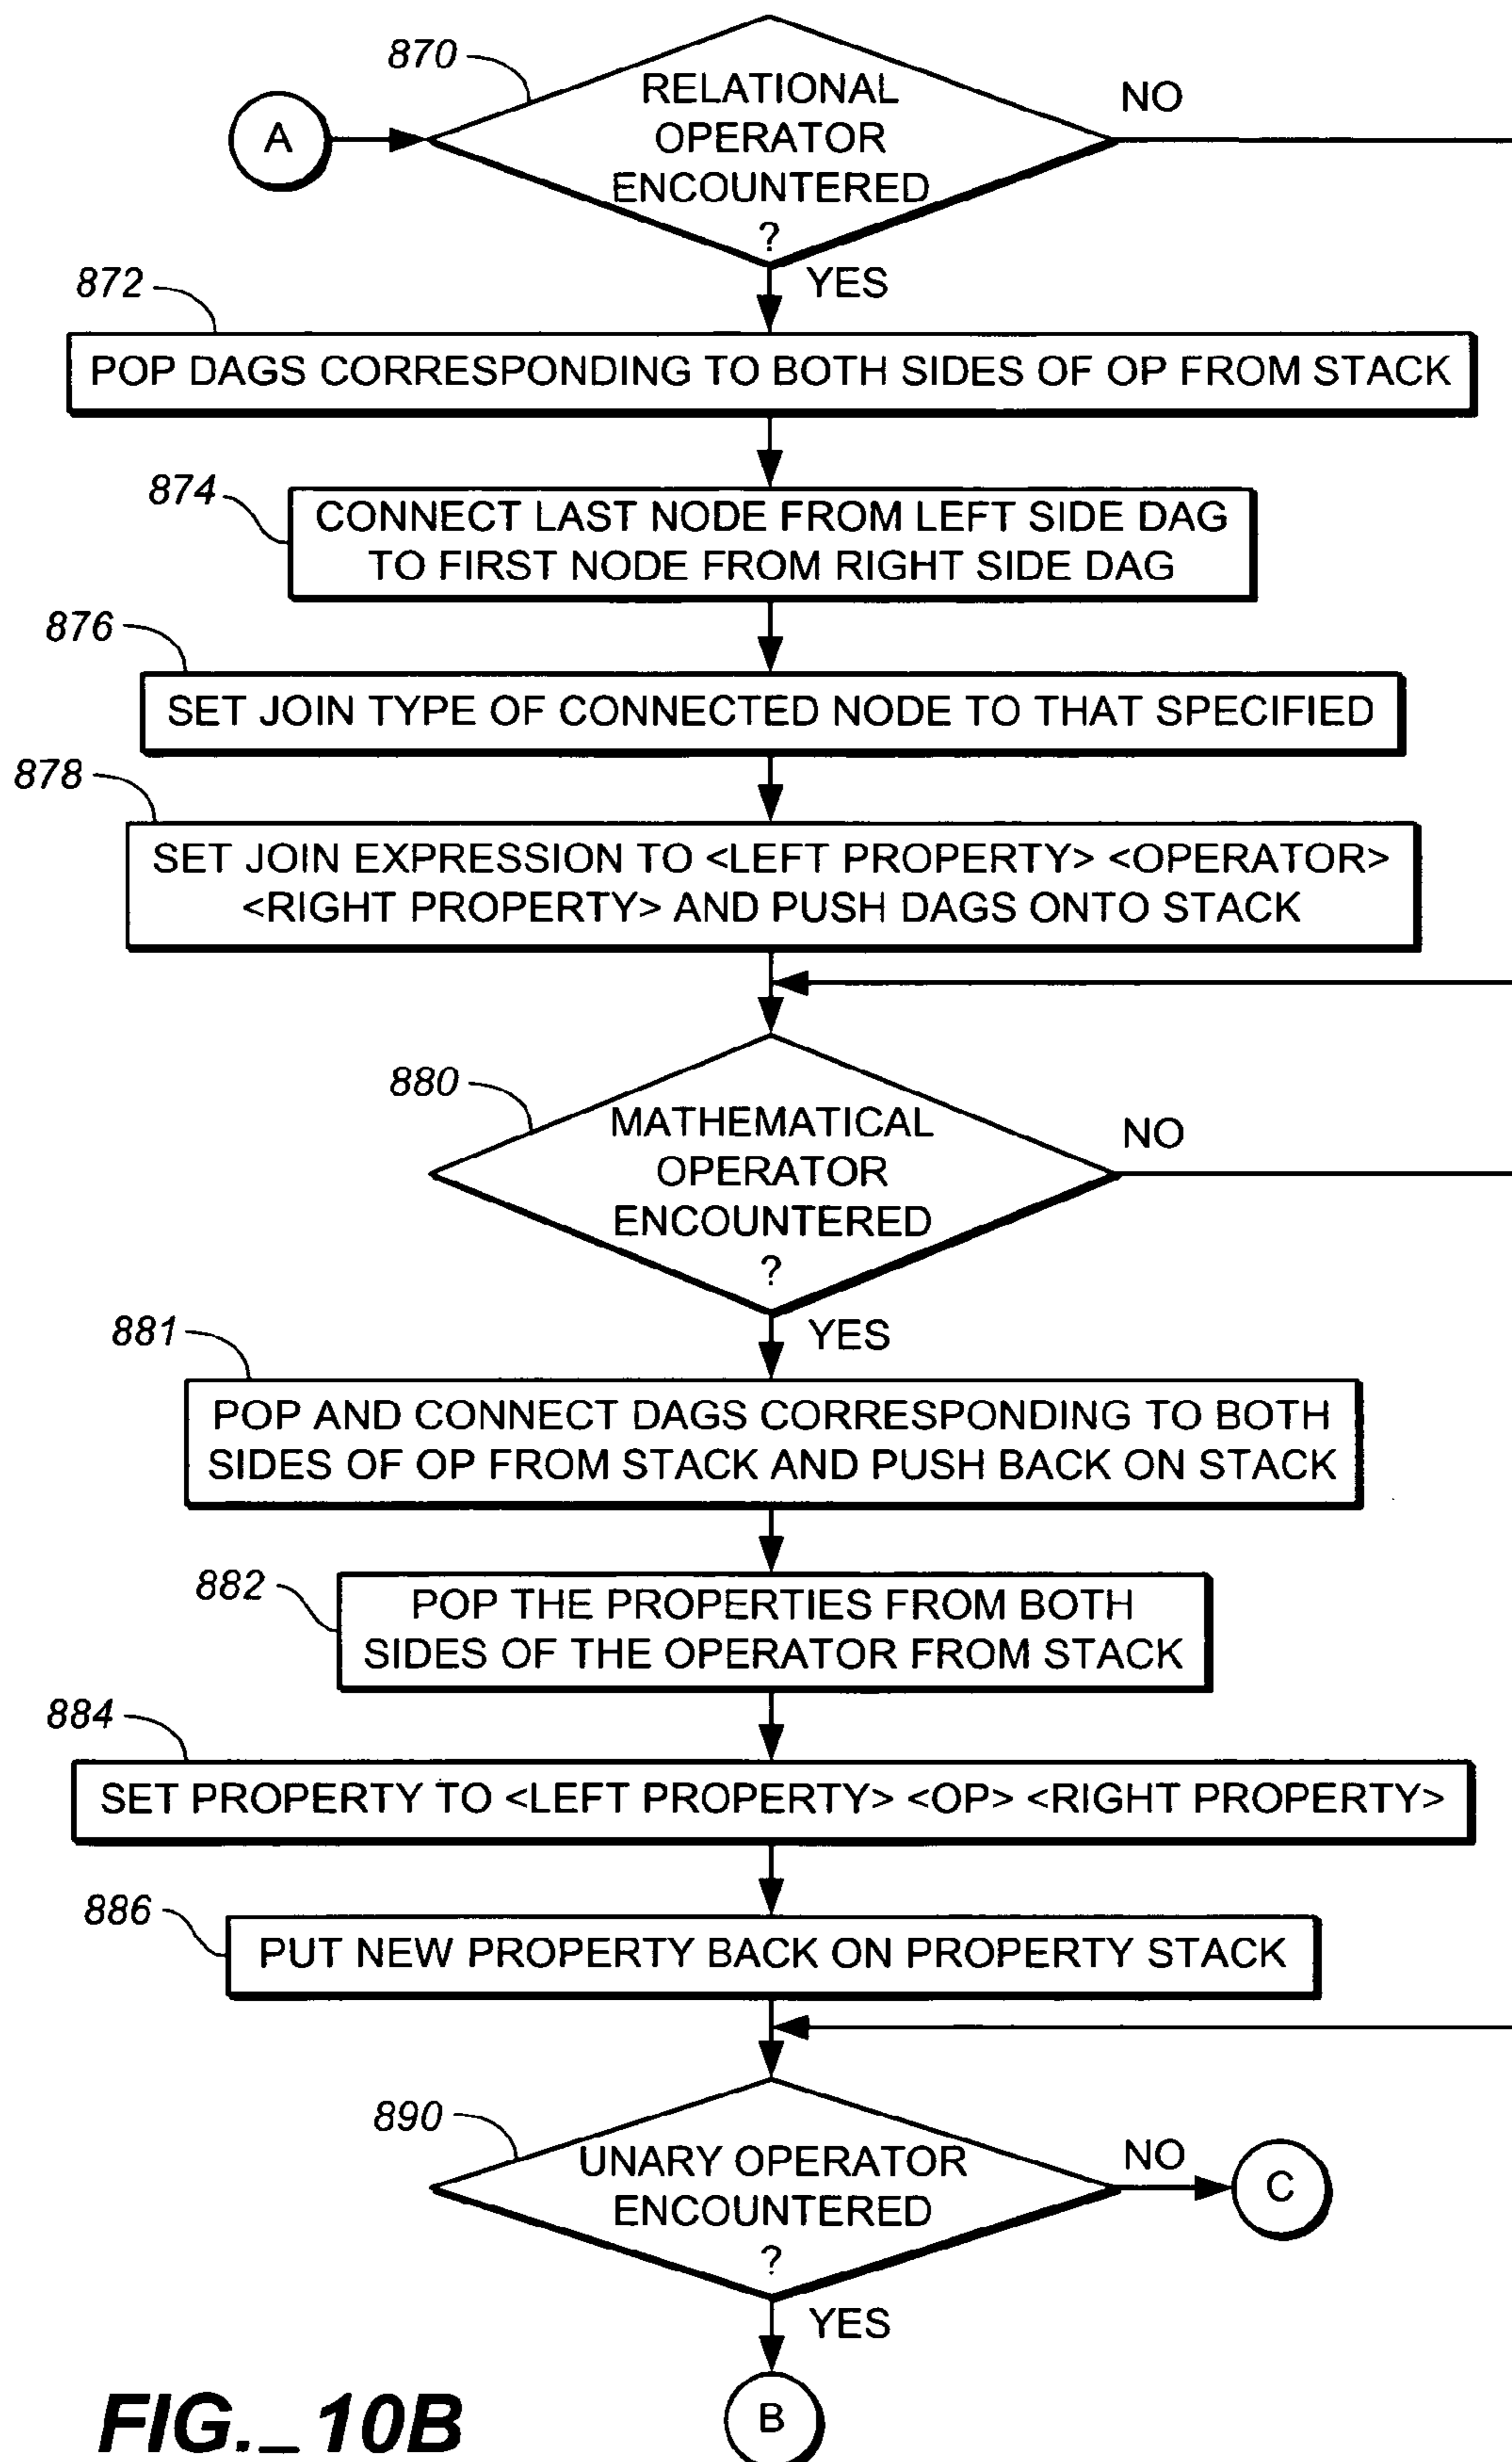 870
RELATIONAL
OPERATOR
ENCOUNTERED
?
NO
A
YES
872
POP DAGS CORRESPONDING TO BOTH SIDES OF OP FROM STACK
874
CONNECT LAST NODE FROM LEFT SIDE DAG
TO FIRST NODE FROM RIGHT SIDE DAG
876
SET JOIN TYPE OF CONNECTED NODE TO THAT SPECIFIED
878
SET JOIN EXPRESSION TO <LEFT PROPERTY> <OPERATOR>
<RIGHT PROPERTY> AND PUSH DAGS ONTO STACK
880
MATHEMATICAL
OPERATOR
ENCOUNTERED
?
NO
YES
881
POP AND CONNECT DAGS CORRESPONDING TO BOTH
SIDES OF OP FROM STACK AND PUSH BACK ON STACK
882
POP THE PROPERTIES FROM BOTH
SIDES OF THE OPERATOR FROM STACK
884
SET PROPERTY TO <LEFT PROPERTY> <OP> <RIGHT PROPERTY>
886
PUT NEW PROPERTY BACK ON PROPERTY STACK
890
UNARY OPERATOR
ENCOUNTERED
?
NO
C
YES
B
FIG._10B